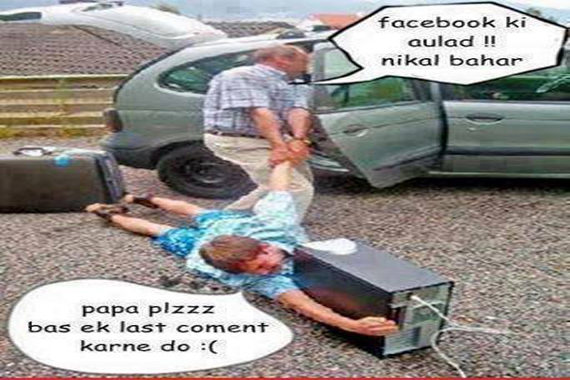 facebook ki
aulad !!
nikal bahar
papa plzzz
bas ek last coment
karne do :(